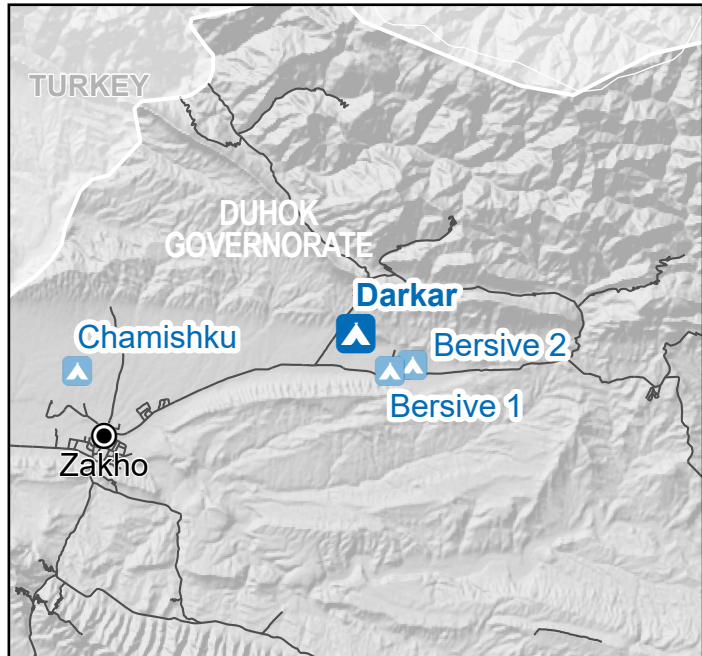 TURKEY
DUHOK
GOVERNORATE
Darkar
Chamishku
Bersive 2
Bersive 1
Zakho